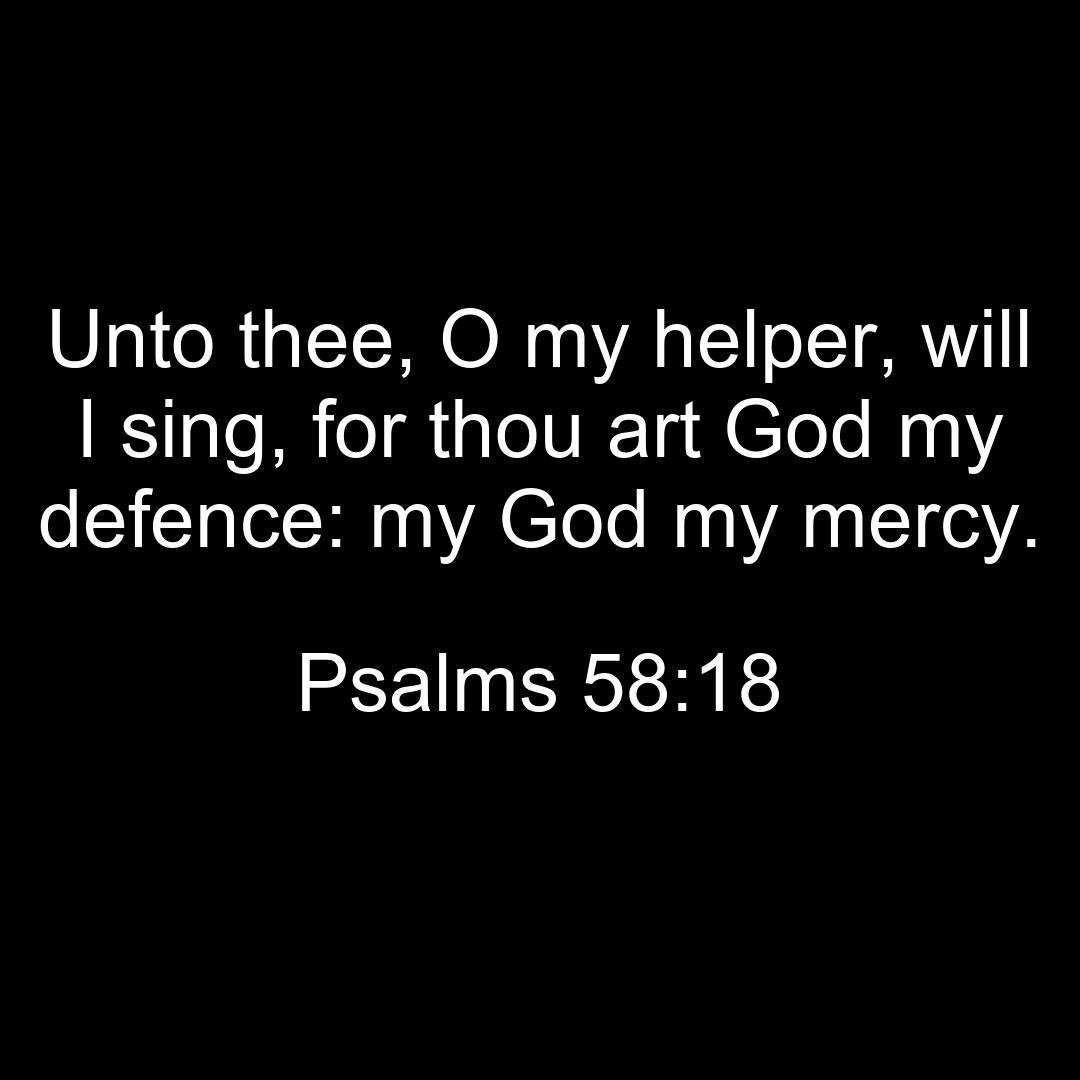 Unto thee, O my helper, will
I sing, for thou art God my
defence: my God my mercy.
Psalms 58:18